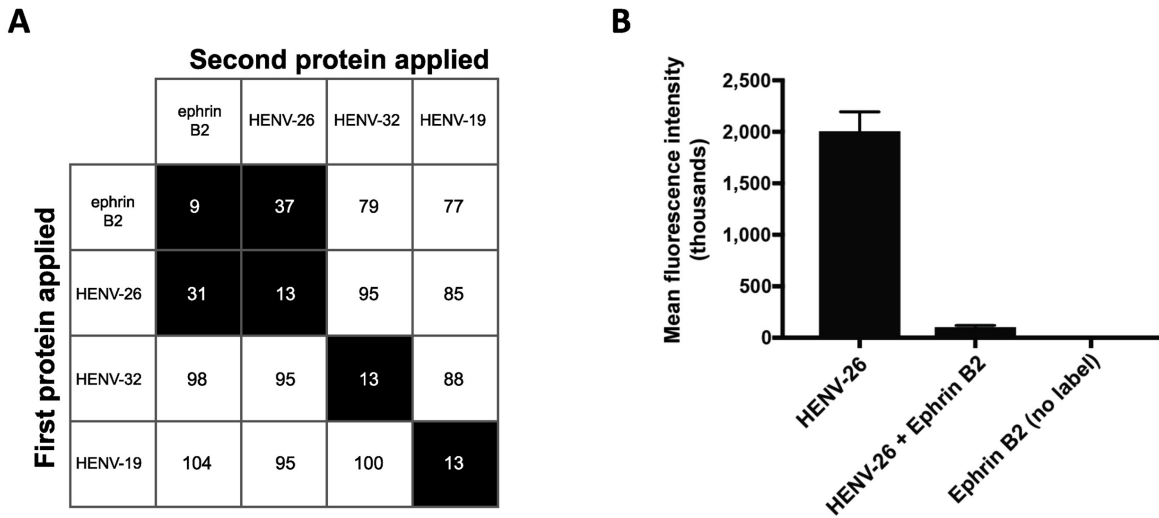 A
Second protein applied
ephrin
B2
HENV-26
HENV-32
HENV-19
First protein applied
ephrin
B2
9
37
79
77
HENV-26
31
13
95
85
HENV-32
98
95
13
88
HENV-19
104
95
100
13
B
Mean fluorescence intensity
(thousands)
2,500
2,000
1,500
1,000
500
0
HENV-26
HENV-26 + Ephrin B2
Ephrin B2 (no label)